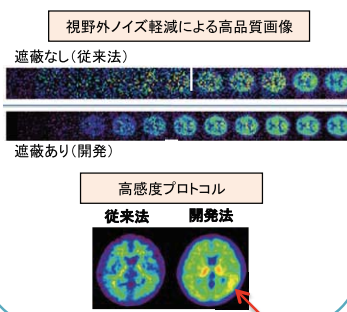 視野外ノイズ軽減による高品質画像
遮蔽なし(従来法)
遮蔽あり(開発)
高感度プロトコル
従来法
開発法